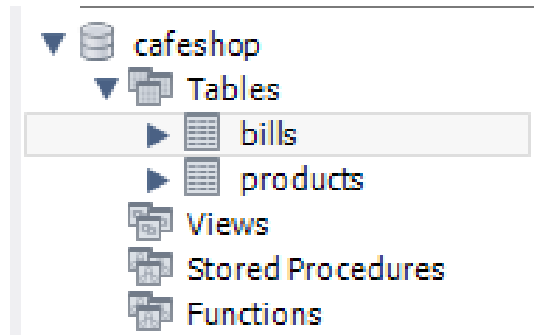 cafeshop
Tables
bills
products
Views
Stored Procedures
Functions